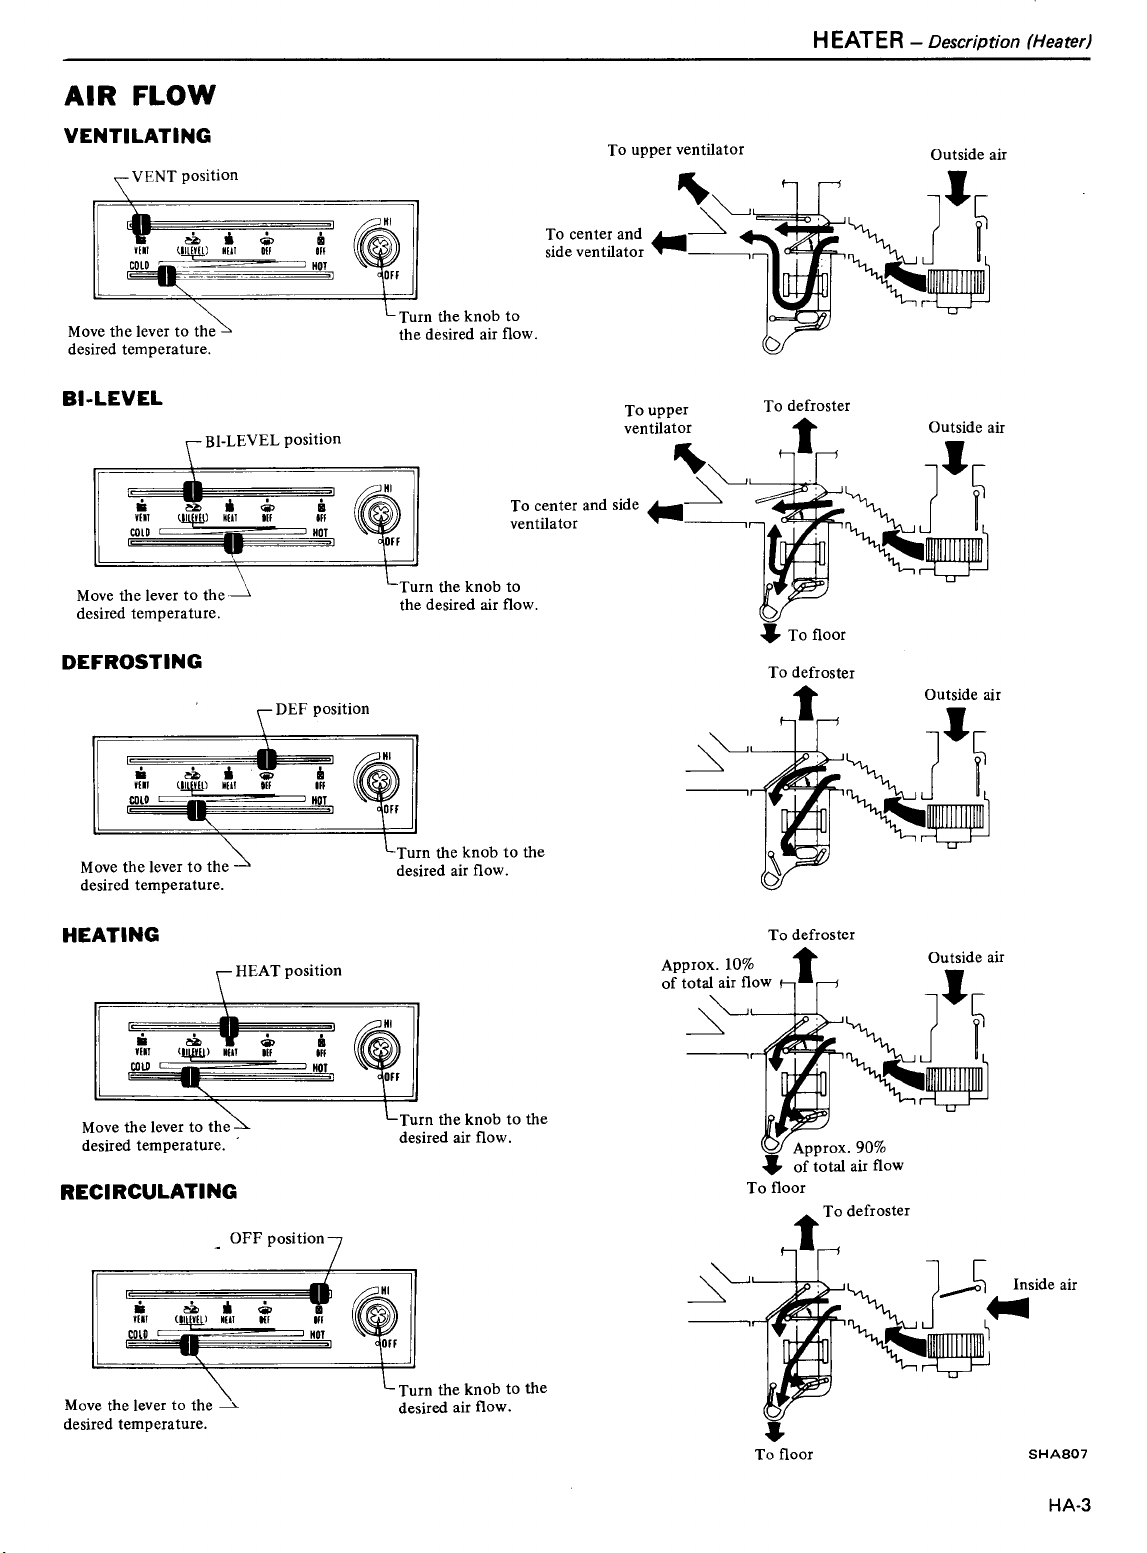 HEATER – Description (Heater)
AIR FLOW
VENTILATING
VENT position
VENT (BILEVEL) HEAT DEF OFF
COLD HOT
HI
OFF
Move the lever to the
desired temperature.
Turn the knob to
the desired air flow.
To upper ventilator
Outside air
To center and
side ventilator
BI-LEVEL
BI-LEVEL position
VENT (BILEVEL) HEAT DEF OFF
COLD HOT
HI
OFF
Move the lever to the
desired temperature.
Turn the knob to
the desired air flow.
To upper
ventilator
To defroster
Outside air
To center and side
ventilator
To floor
DEFROSTING
DEF position
VENT (BILEVEL) HEAT DEF OFF
COLD HOT
HI
OFF
Move the lever to the
desired temperature.
Turn the knob to the
desired air flow.
To defroster
Outside air
HEATING
HEAT position
VENT (BILEVEL) HEAT DEF OFF
COLD HOT
HI
OFF
Move the lever to the
desired temperature.
Turn the knob to the
desired air flow.
To defroster
Approx. 10%
of total air flow
Outside air
Approx. 90%
of total air flow
To floor
RECIRCULATING
OFF position
VENT (BILEVEL) HEAT DEF OFF
COLD HOT
HI
OFF
Move the lever to the
desired temperature.
Turn the knob to the
desired air flow.
To defroster
Inside air
To floor
SHA807
HA-3